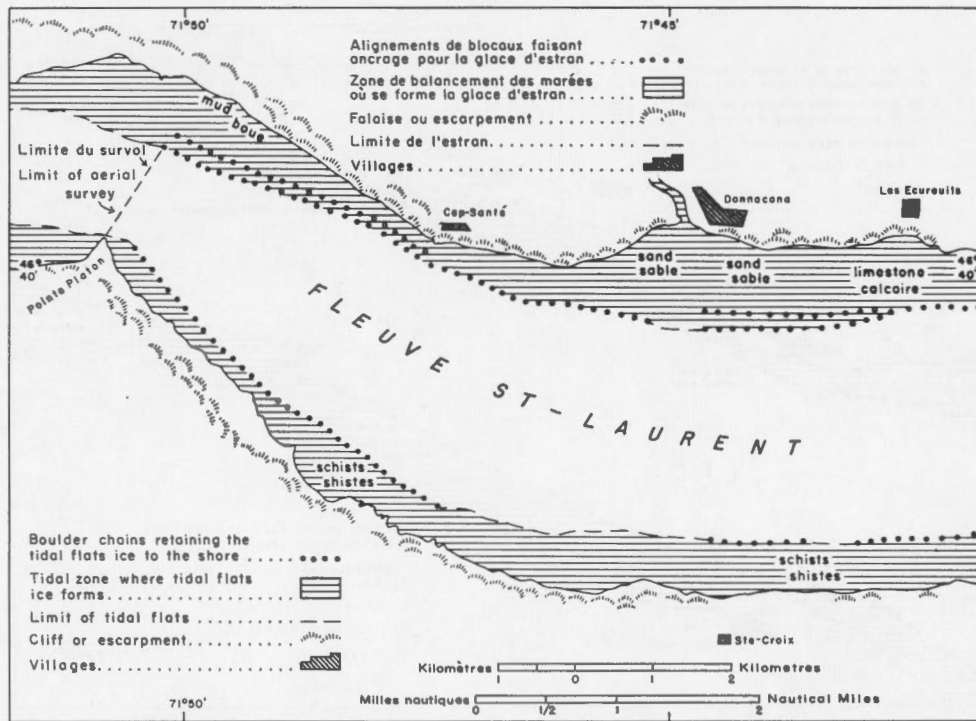 71°50'
71°45'
Alignements de blocaux faisant
ancrage pour la glace d'estran
Zone de balancement des marées
où se forme la glace d'estran
Falaise ou escarpement
Limite de l'estran
Villages
mud
boue
Limite du survol
Limit of aerial
survey
Cap-Santé
Donnacona
Les Ecureuils
46°
40'
Pointe Platon
sand
sable
sand
sable
limestone
calcaire
46°
40'
FLEUVE ST-LAURENT
schists
shistes
schists
shistes
Boulder chains retaining the
tidal flats ice to the shore
Tidal zone where tidal flats
ice forms
Limit of tidal flats
Cliff or escarpment
Villages
Ste-Croix
Kilomètres Kilometres
1 0 1 2
Milles nautiques Nautical Miles
0 1/2 1 2
71°50'